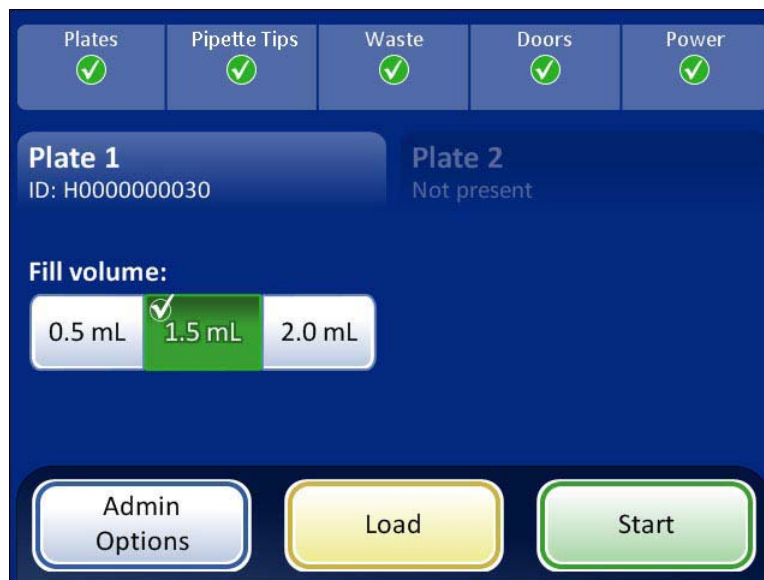 Plates Pipette Tips Waste Doors Power
Plate 1 Plate 2
ID: H0000000030 Not present
Fill volume:
0.5 mL 1.5 mL 2.0 mL
Admin
Options
Load
Start